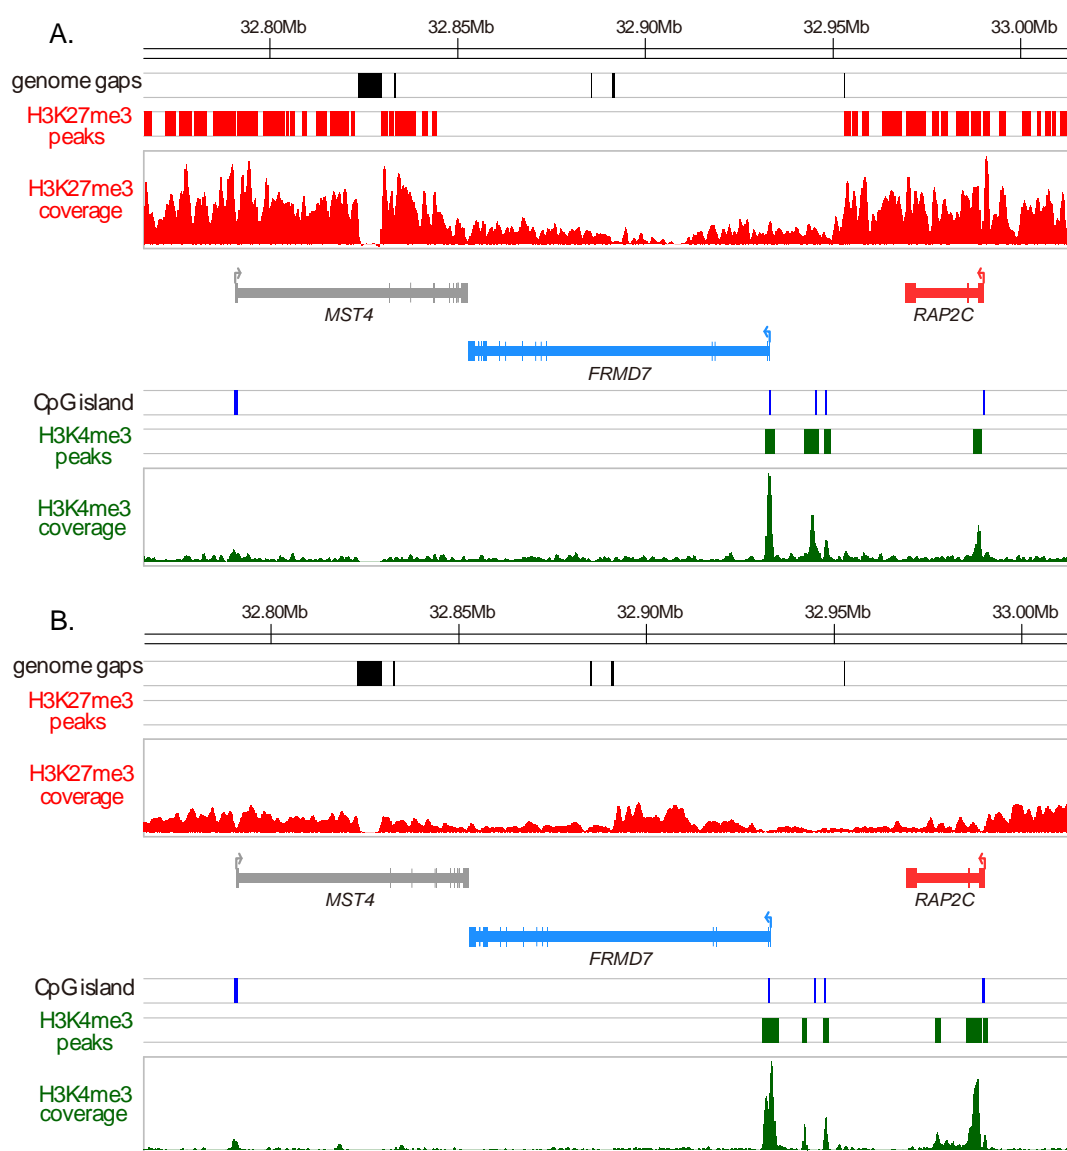 A.
32.80Mb 32.85Mb 32.90Mb 32.95Mb 33.00Mb
genome gaps
H3K27me3
peaks
H3K27me3
coverage
MST4 RAP2C
FRMD7
CpG island
H3K4me3
peaks
H3K4me3
coverage
B.
32.80Mb 32.85Mb 32.90Mb 32.95Mb 33.00Mb
genome gaps
H3K27me3
peaks
H3K27me3
coverage
MST4 RAP2C
FRMD7
CpG island
H3K4me3
peaks
H3K4me3
coverage